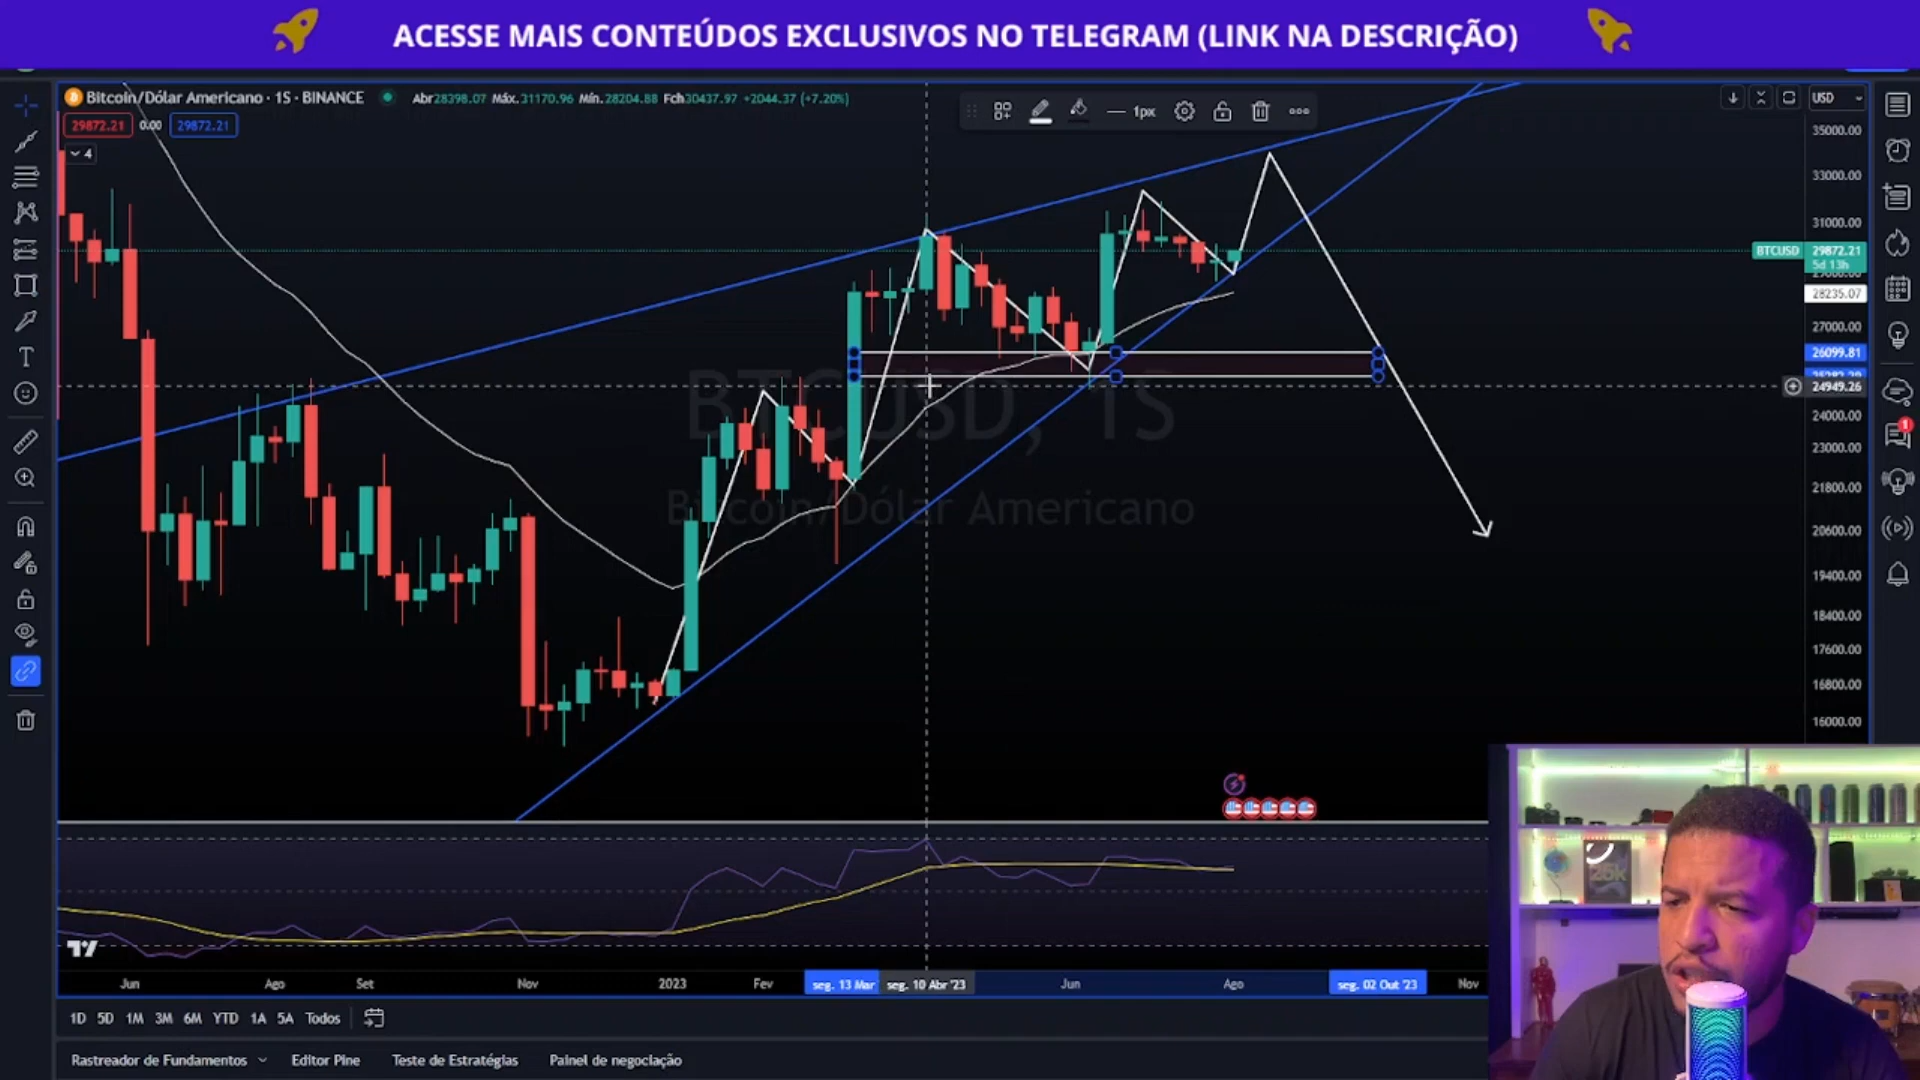 ACESSE MAIS CONTEÚDOS EXCLUSIVOS NO TELEGRAM (LINK NA DESCRIÇÃO)
Bitcoin/Dólar Americano · 1S · BINANCE Abr28398.07 Máx.31170.96 Mín.28204.88 Fch30437.97 +2044.37 (+7.20%)
29872.21 0.00 29872.21
4
1px
USD
35000.00
33000.00
31000.00
BTCUSD 29872.21
5d 13h
28235.07
27000.00
26099.81
24949.26
24000.00
23000.00
21800.00
20600.00
19400.00
18400.00
17600.00
16800.00
16000.00
BTCUSD, 1S
Bitcoin/Dólar Americano
1
Jun Ago Set Nov 2023 Fev seg. 13 Mar seg. 10 Abr '23 Jun Ago seg. 02 Out '23 Nov
1D 5D 1M 3M 6M YTD 1A 5A Todos
Rastreador de Fundamentos Editor Pine Teste de Estratégias Painel de negociação